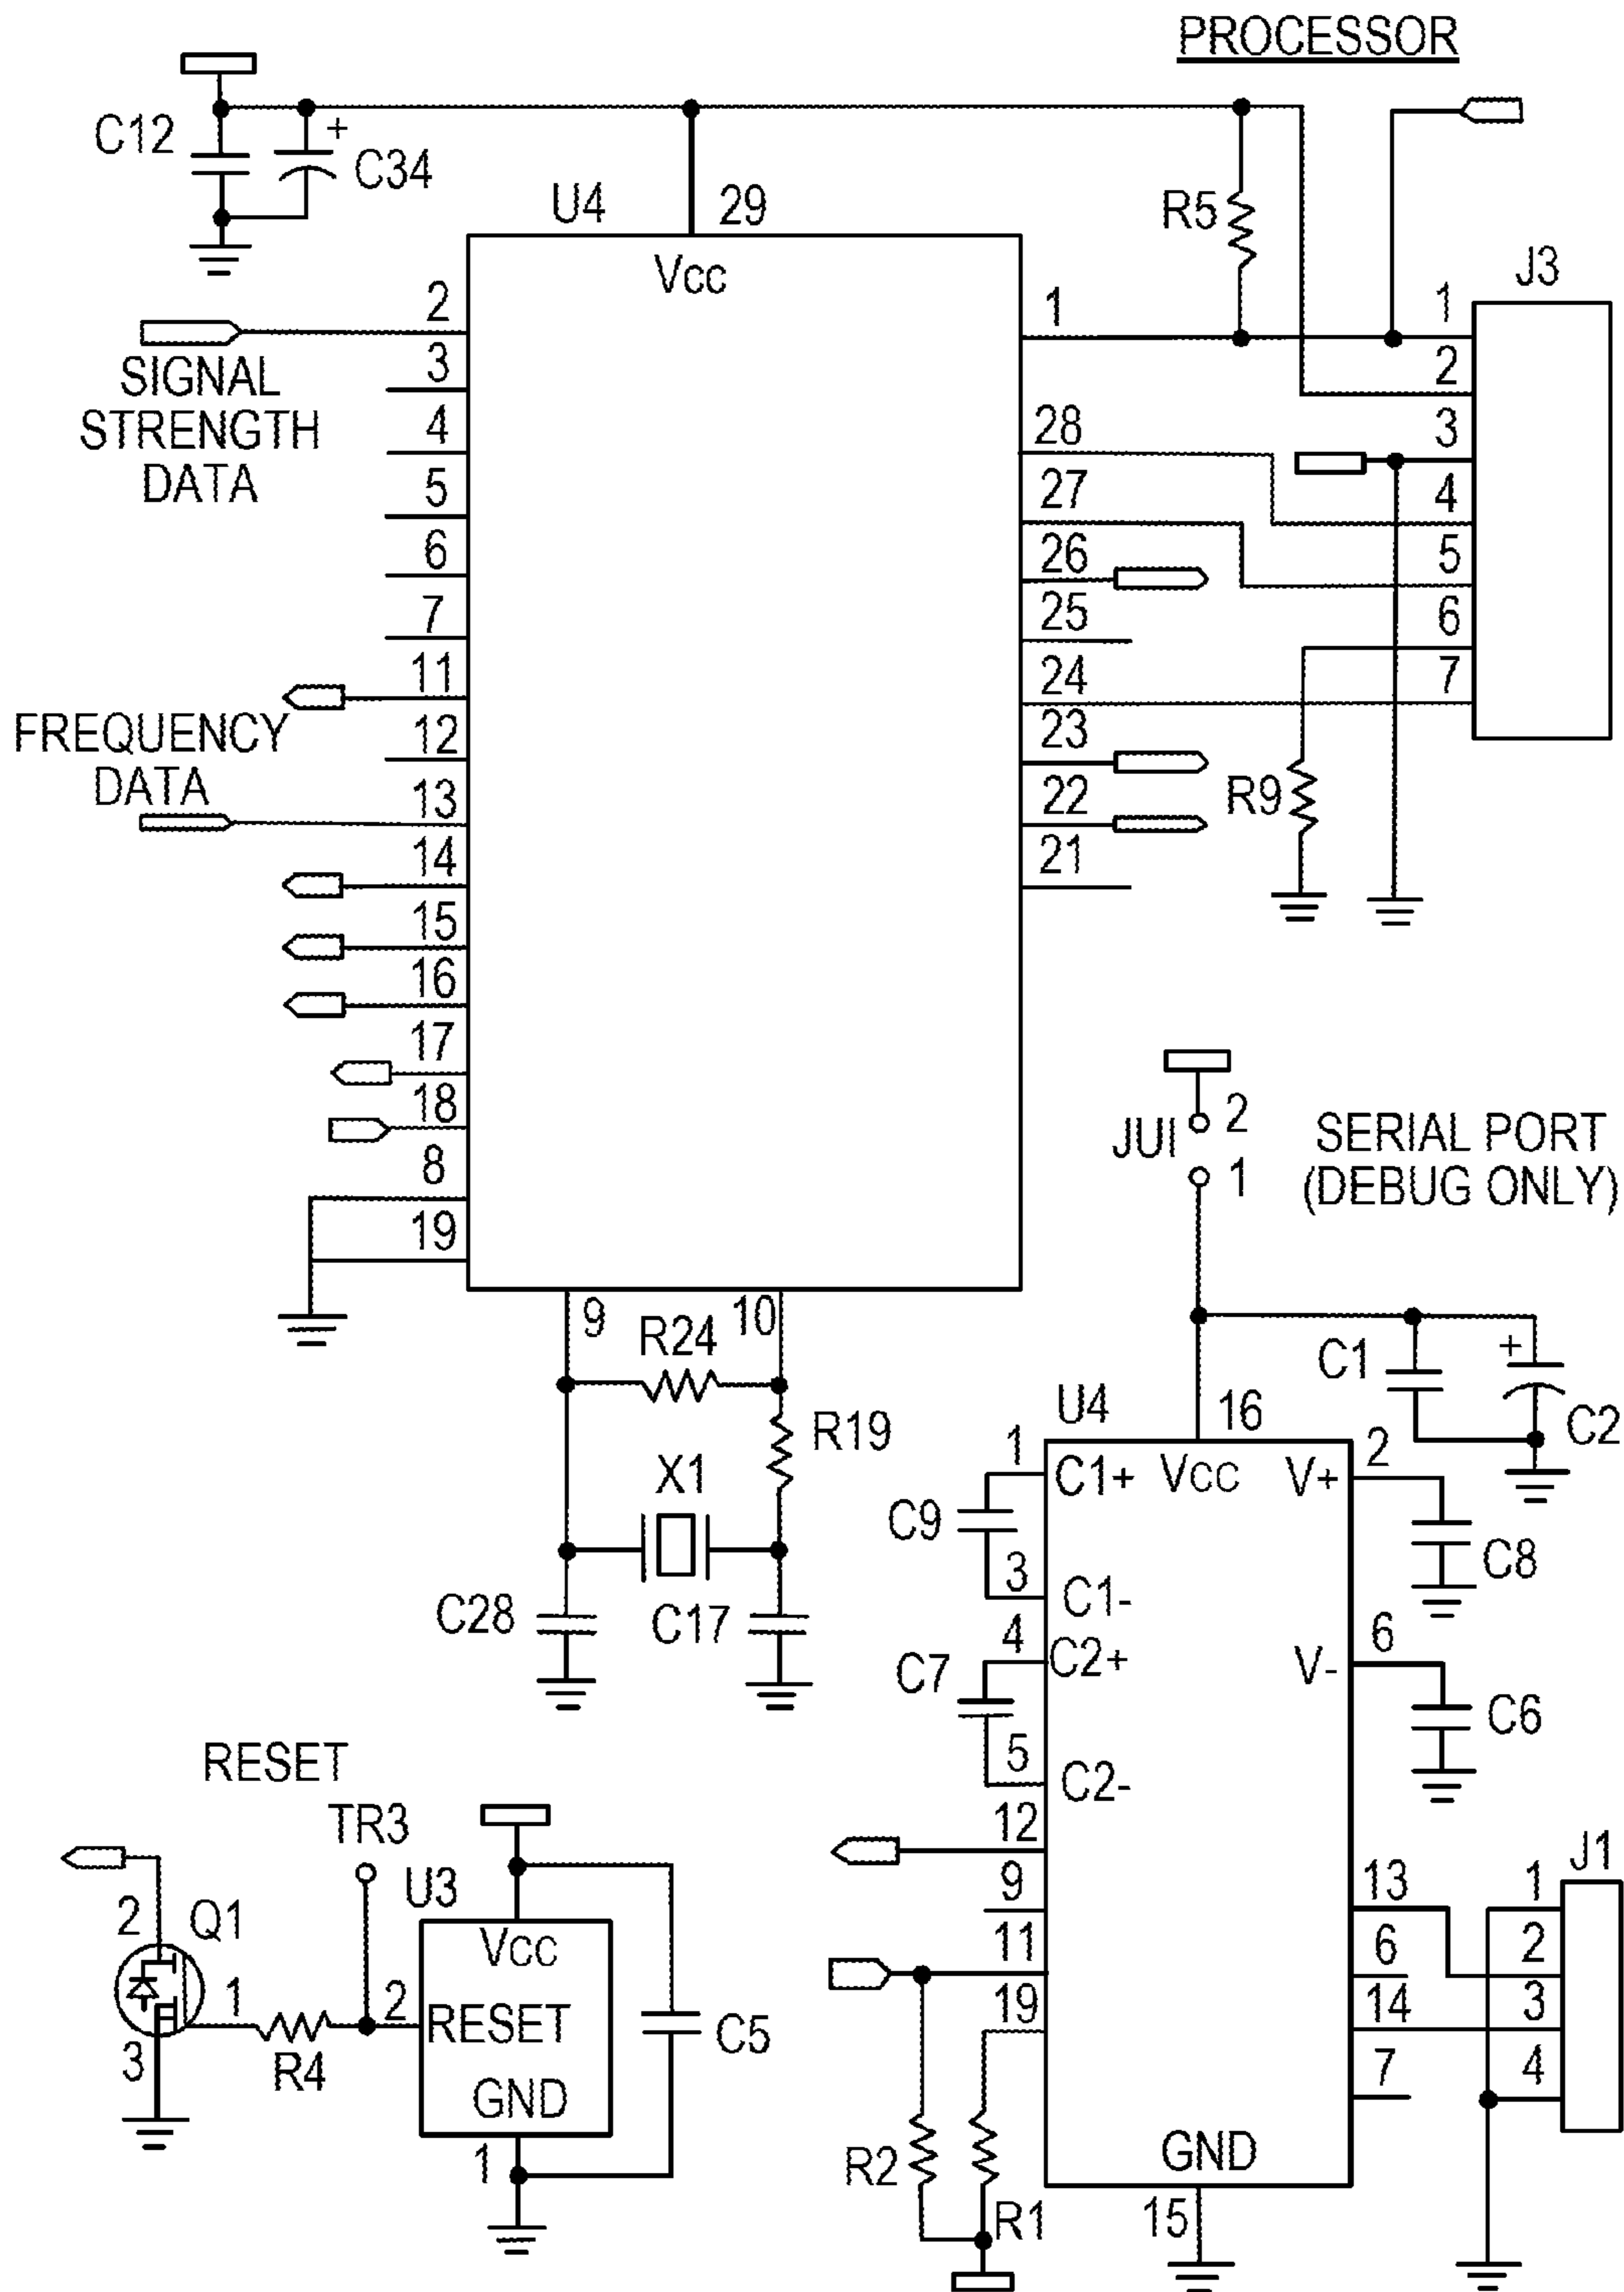 PROCESSOR
C12
+
C34
U4
29
Vcc
R5
J3
2
SIGNAL
STRENGTH
DATA
3
4
5
6
7
11
FREQUENCY
DATA
12
13
14
15
16
17
18
8
19
1
28
27
26
25
24
23
22
21
1
2
3
4
5
6
7
R9
9
10
R24
R19
X1
C28
C17
JUI
2
1
SERIAL PORT
(DEBUG ONLY)
C1
+
C2
U4
16
1
C1+
Vcc
V+
2
C9
3
C1-
C8
4
C2+
C7
V-
6
C6
5
C2-
12
9
11
19
13
6
14
7
J1
1
2
3
4
R2
R1
GND
15
RESET
TR3
U3
2
Q1
1
3
R4
2
Vcc
RESET
GND
1
C5